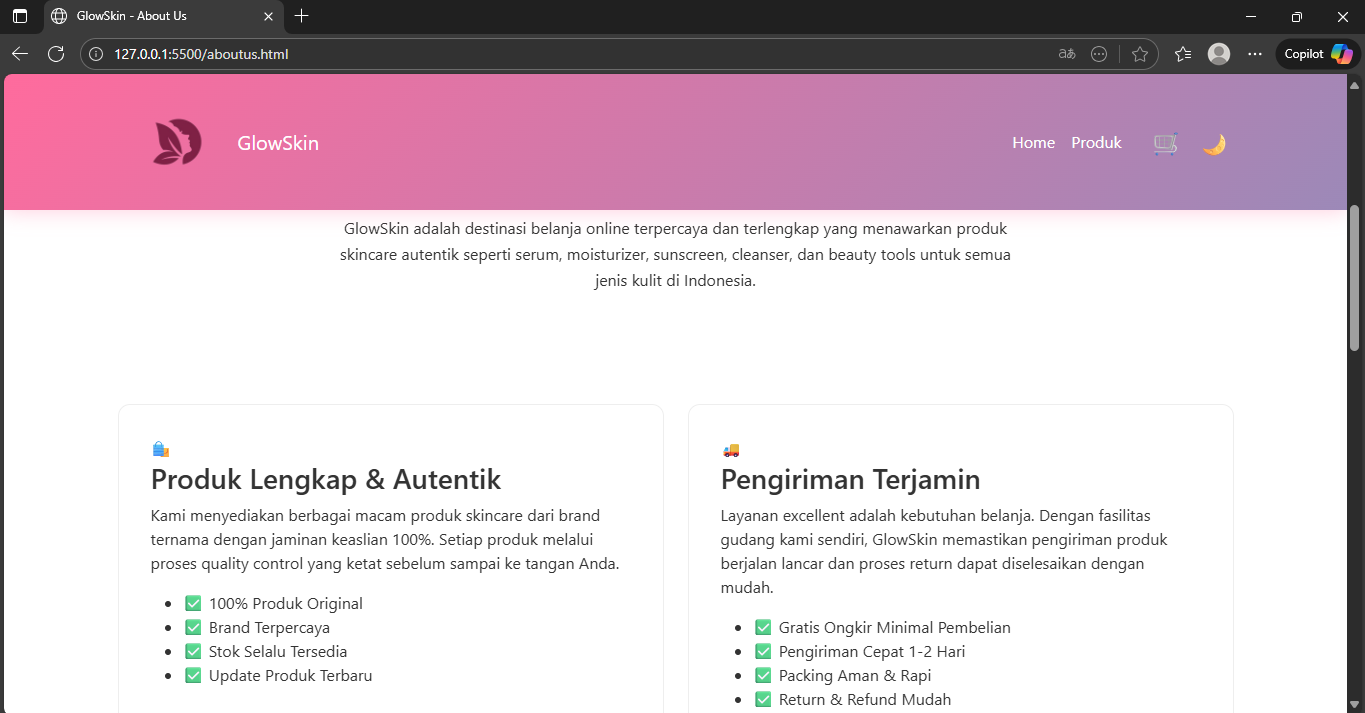 GlowSkin - About Us
127.0.0.1:5500/aboutus.html
aあ
Copilot
GlowSkin
Home Produk
GlowSkin adalah destinasi belanja online terpercaya dan terlengkap yang menawarkan produk
skincare autentik seperti serum, moisturizer, sunscreen, cleanser, dan beauty tools untuk semua
jenis kulit di Indonesia.
Produk Lengkap & Autentik
Kami menyediakan berbagai macam produk skincare dari brand
ternama dengan jaminan keaslian 100%. Setiap produk melalui
proses quality control yang ketat sebelum sampai ke tangan Anda.
100% Produk Original
Brand Terpercaya
Stok Selalu Tersedia
Update Produk Terbaru
Pengiriman Terjamin
Layanan excellent adalah kebutuhan belanja. Dengan fasilitas
gudang kami sendiri, GlowSkin memastikan pengiriman produk
berjalan lancar dan proses return dapat diselesaikan dengan
mudah.
Gratis Ongkir Minimal Pembelian
Pengiriman Cepat 1-2 Hari
Packing Aman & Rapi
Return & Refund Mudah